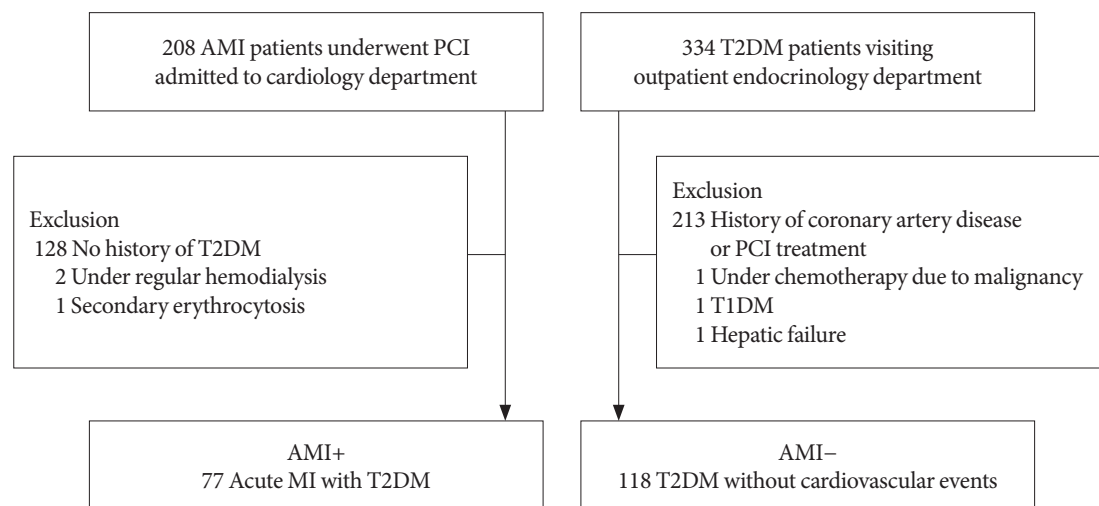 208 AMI patients underwent PCI
admitted to cardiology department
334 T2DM patients visiting
outpatient endocrinology department
Exclusion
128 No history of T2DM
2 Under regular hemodialysis
1 Secondary erythrocytosis
Exclusion
213 History of coronary artery disease
or PCI treatment
1 Under chemotherapy due to malignancy
1 T1DM
1 Hepatic failure
AMI+
77 Acute MI with T2DM
AMI−
118 T2DM without cardiovascular events